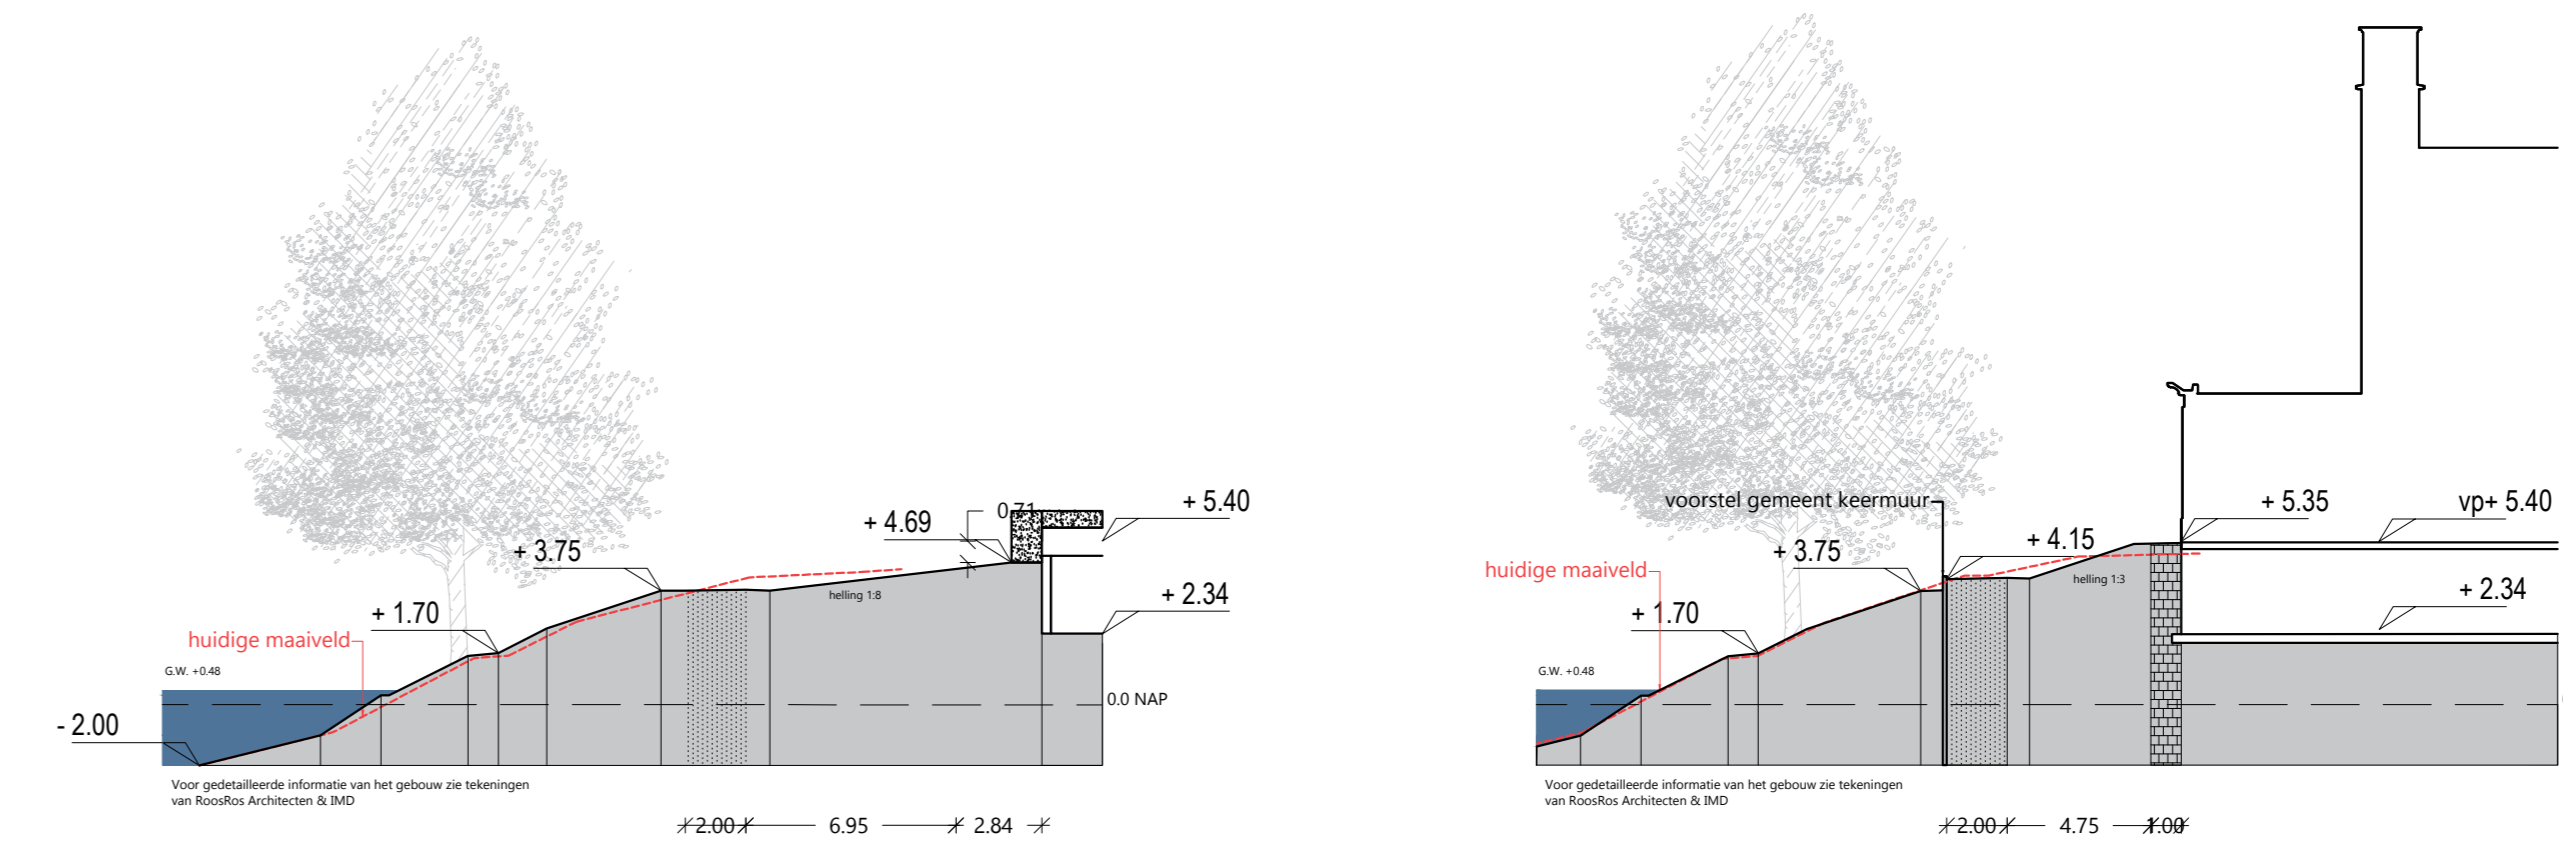 0.71
+ 5.40
+ 4.69
+ 3.75
+ 2.34
helling 1:8
+ 1.70
huidige maaiveld
G.W. +0.48
0.0 NAP
- 2.00
Voor gedetailleerde informatie van het gebouw zie tekeningen
van RoosRos Architecten & IMD
2.00 6.95 2.84
voorstel gemeent keermuur
+ 5.35
vp+ 5.40
+ 4.15
+ 3.75
huidige maaiveld
helling 1:3
+ 2.34
+ 1.70
G.W. +0.48
Voor gedetailleerde informatie van het gebouw zie tekeningen
van RoosRos Architecten & IMD
2.00 4.75 1.00